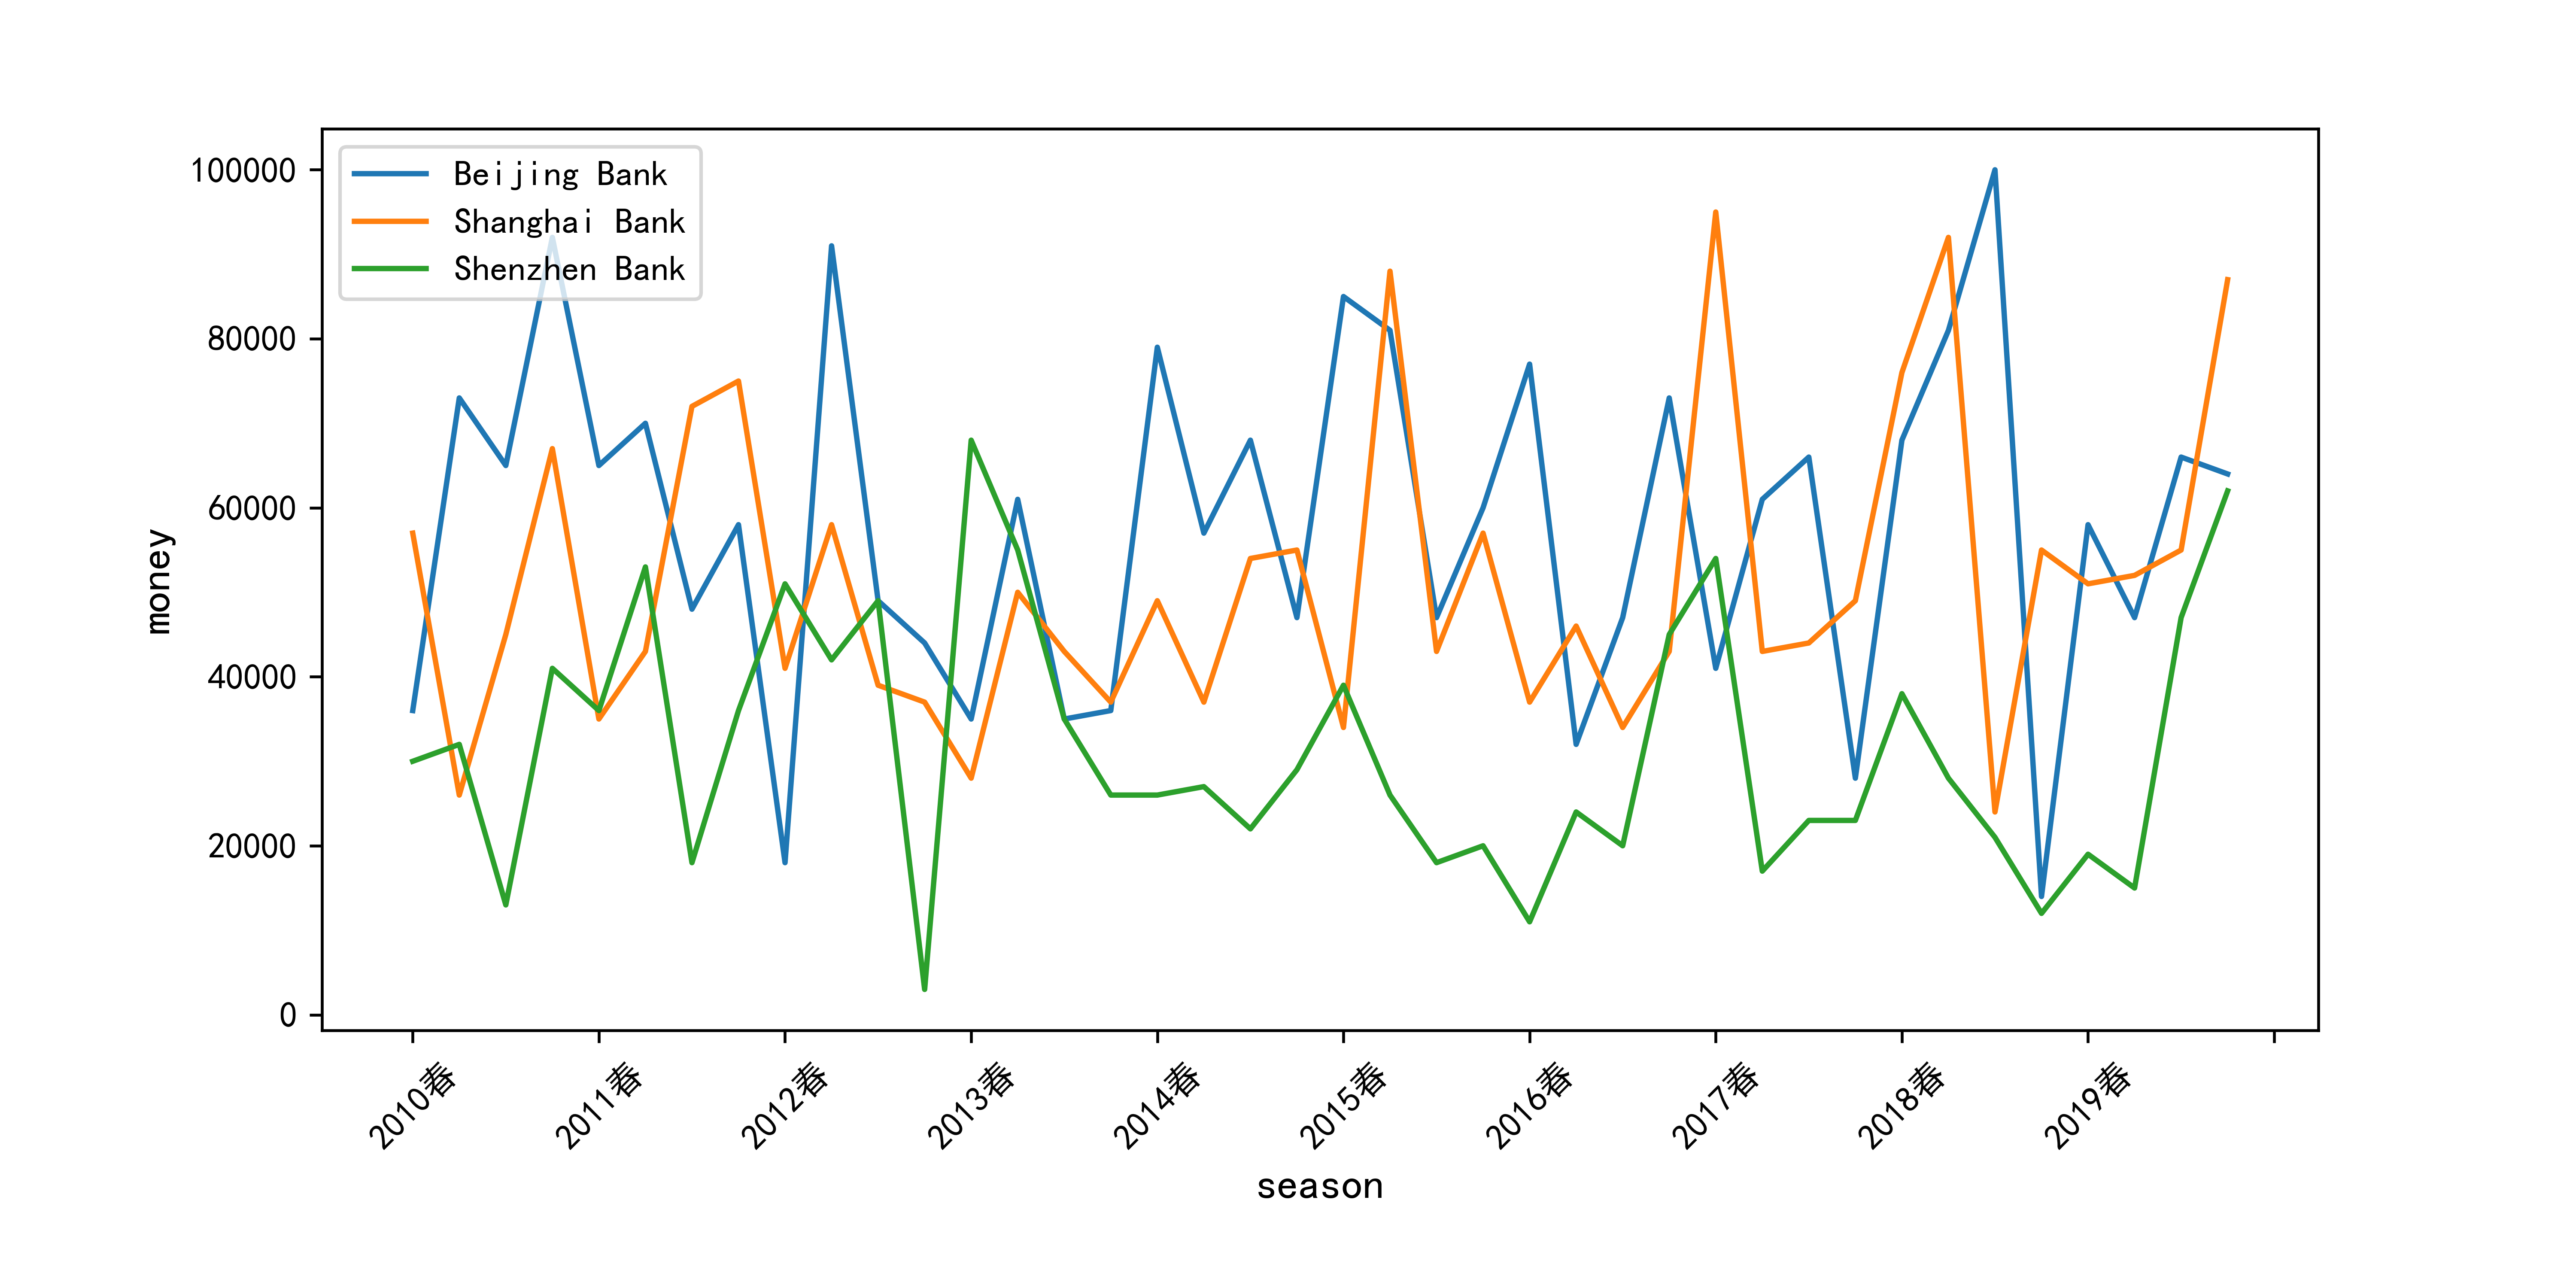 Beijing Bank
Shanghai Bank
Shenzhen Bank
100000
80000
60000
40000
20000
0
money
2010春
2011春
2012春
2013春
2014春
2015春
2016春
2017春
2018春
2019春
season